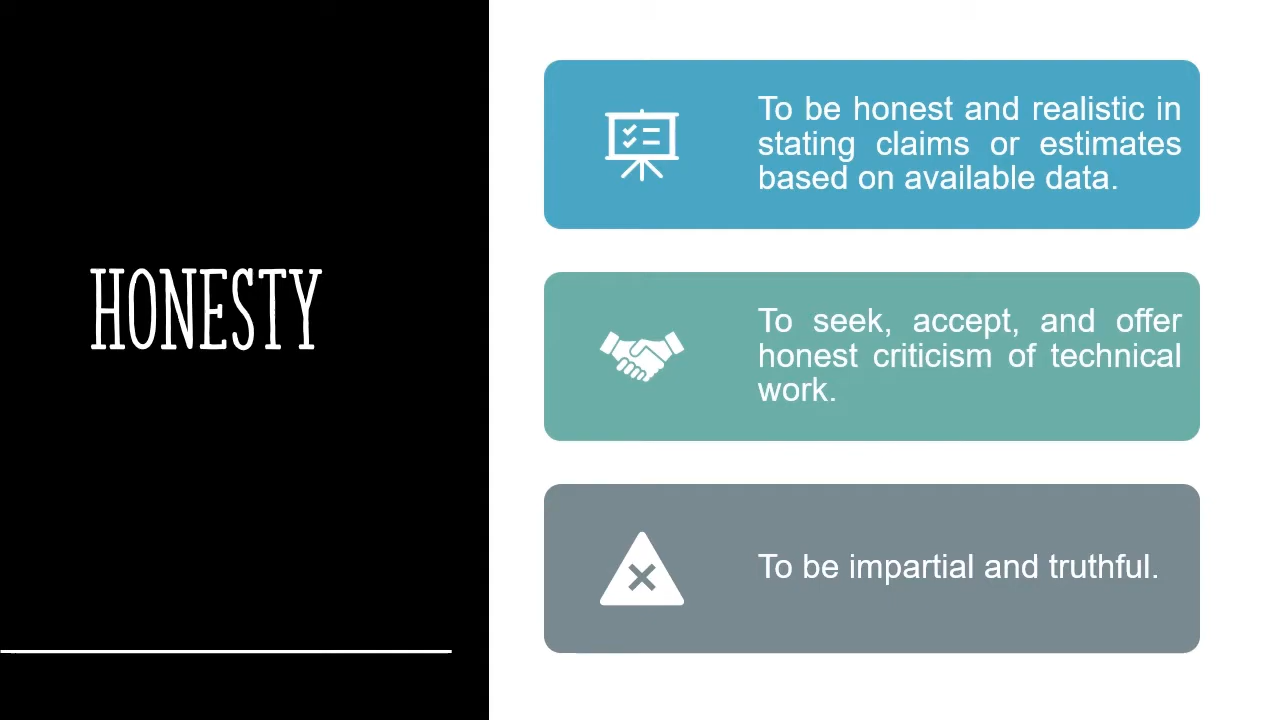 HONESTY
To be honest and realistic in
stating claims or estimates
based on available data.
To seek, accept, and offer
honest criticism of technical
work.
To be impartial and truthful.